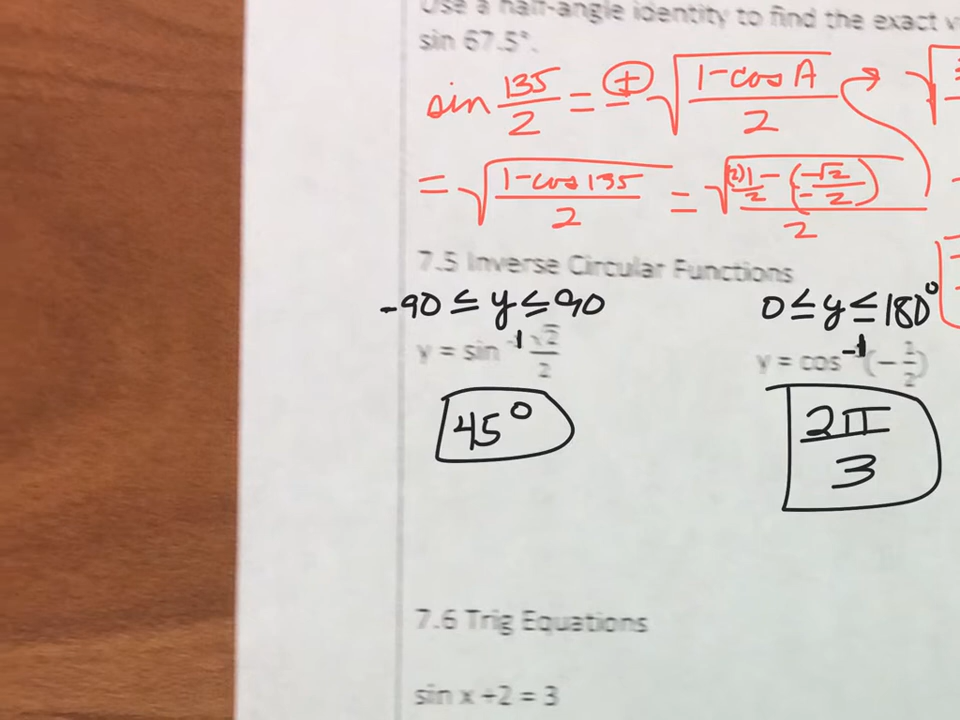 Use a half-angle identity to find the exact
sin 67.5°.
sin 135/2 = ± √((1-cos A)/2) √
= √((1-cos 135)/2) = √(((2)1/2 - (-√2/2))/2)
7.5 Inverse Circular Functions
-90 ≤ y ≤ 90 0 ≤ y ≤ 180°
y = sin⁻¹ √2/2 y = cos⁻¹(-1/2)
45° 2π/3
7.6 Trig Equations
sin x + 2 = 3